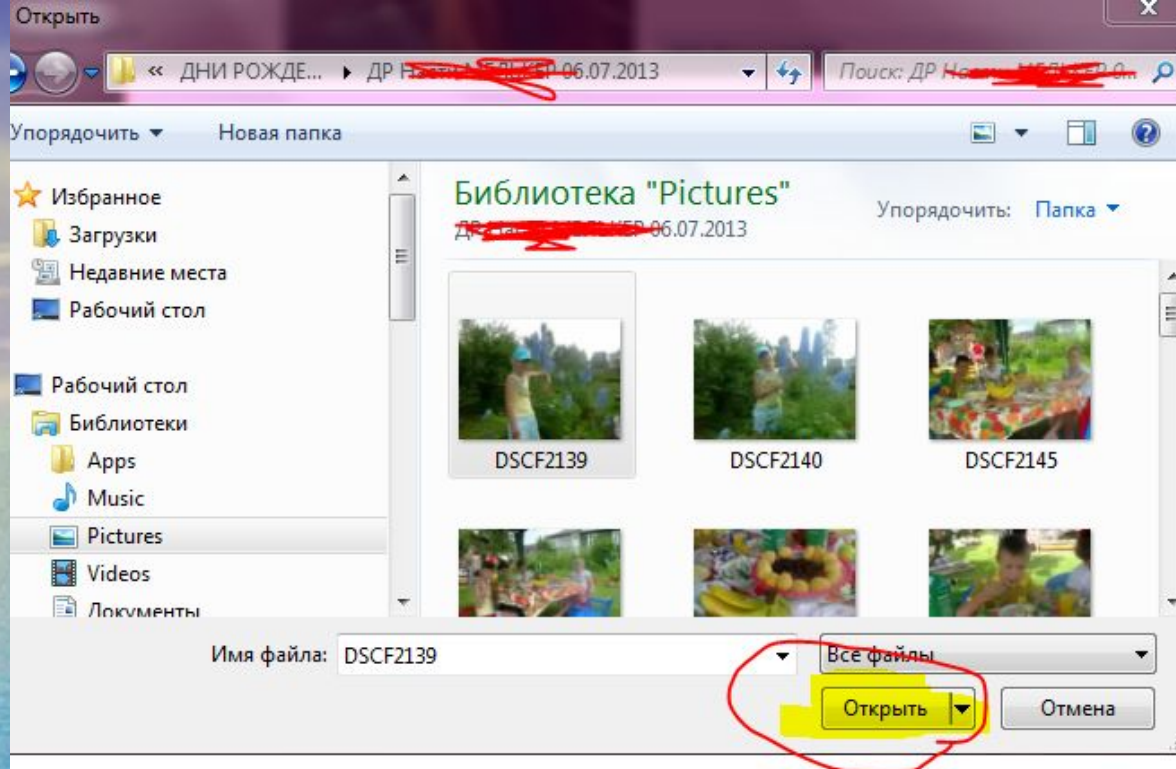 Открыть
« ДНИ РОЖДЕ... ▸ ДР 06.07.2013
Поиск: ДР
Упорядочить ▾ Новая папка
Избранное
Загрузки
Недавние места
Рабочий стол
Рабочий стол
Библиотеки
Apps
Music
Pictures
Videos
Документы
Библиотека "Pictures"
ДР 06.07.2013
Упорядочить: Папка ▾
DSCF2139
DSCF2140
DSCF2145
Имя файла: DSCF2139
Все файлы
Открыть
Отмена